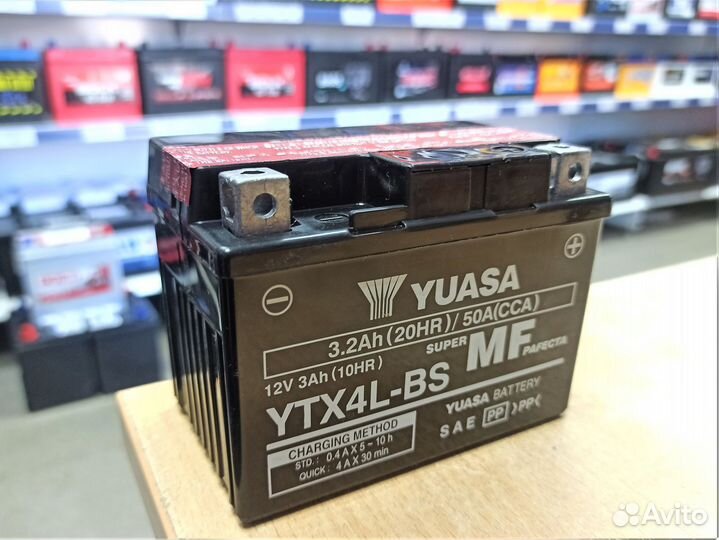 YUASA
3.2Ah (20HR) / 50A(CCA)
12V 3Ah (10HR)
SUPER MF PAFECTA
YTX4L-BS
YUASA BATTERY
CHARGING METHOD
STD. : 0.4 A X 5 ~ 10 h
QUICK : 4 A X 30 min
SAE PP >PP<
Avito